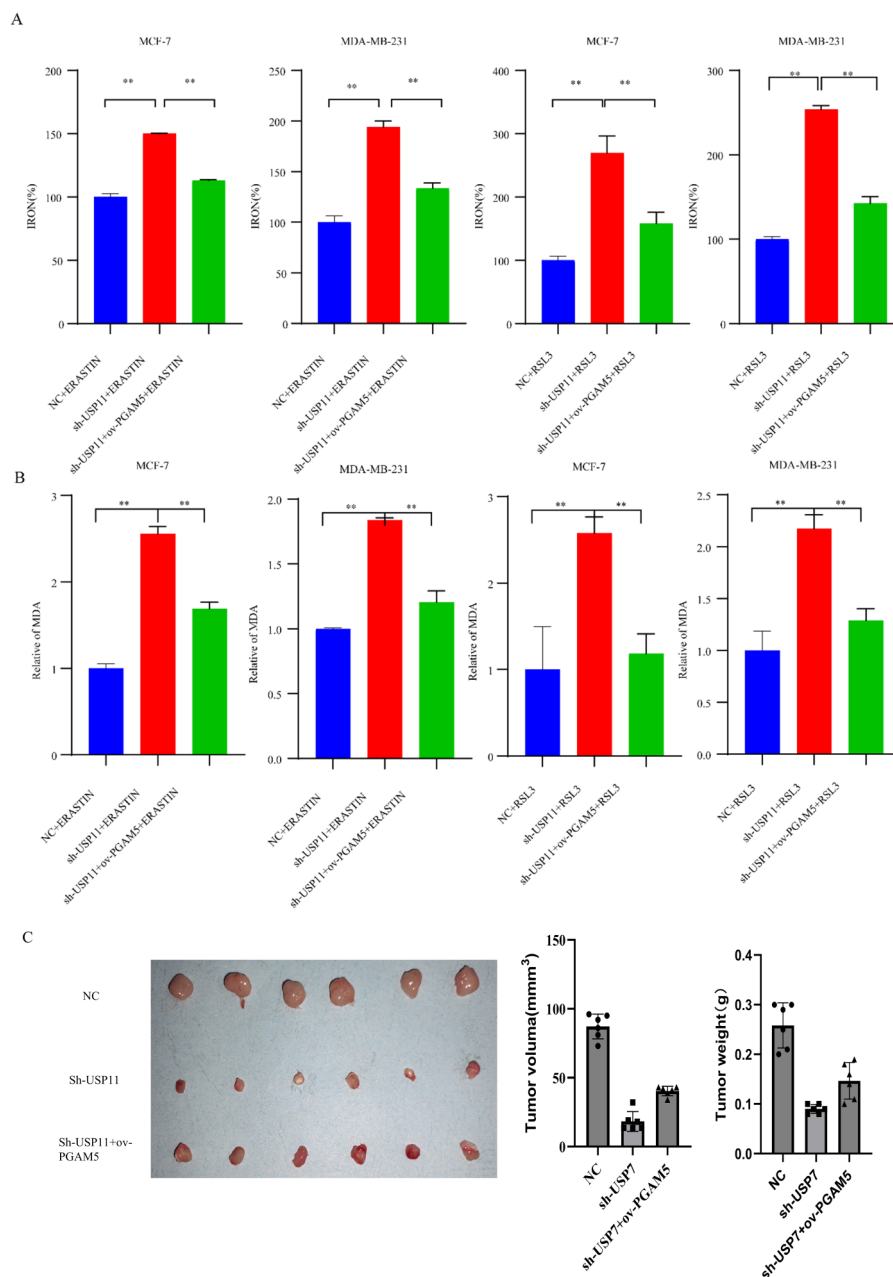 A
MCF-7
MDA-MB-231
MCF-7
MDA-MB-231
IRON(%)
200
150
100
50
0
** **
NC+ERASTIN
sh-USP11+ERASTIN
sh-USP11+ov-PGAM5+ERASTIN
IRON(%)
250
200
150
100
50
0
** **
NC+ERASTIN
sh-USP11+ERASTIN
sh-USP11+ov-PGAM5+ERASTIN
IRON(%)
400
300
200
100
0
** **
NC+RSL3
sh-USP11+RSL3
sh-USP11+ov-PGAM5+RSL3
IRON(%)
300
200
100
0
** **
NC+RSL3
sh-USP11+RSL3
sh-USP11+ov-PGAM5+RSL3
B
MCF-7
MDA-MB-231
MCF-7
MDA-MB-231
Relative of MDA
3
2
1
0
** **
NC+ERASTIN
sh-USP11+ERASTIN
sh-USP11+ov-PGAM5+ERASTIN
Relative of MDA
2.0
1.5
1.0
0.5
0.0
** **
NC+ERASTIN
sh-USP11+ERASTIN
sh-USP11+ov-PGAM5+ERASTIN
Relative of MDA
3
2
1
0
** **
NC+RSL3
sh-USP11+RSL3
sh-USP11+ov-PGAM5+RSL3
Relative of MDA
2.5
2.0
1.5
1.0
0.5
0.0
** **
NC+RSL3
sh-USP11+RSL3
sh-USP11+ov-PGAM5+RSL3
C
NC
Sh-USP11
Sh-USP11+ov-
PGAM5
Tumor voluma(mmm³)
150
100
50
0
NC
sh-USP7
sh-USP7+ov-PGAM5
Tumor weight(g)
0.4
0.3
0.2
0.1
0.0
NC
sh-USP7
sh-USP7+ov-PGAM5